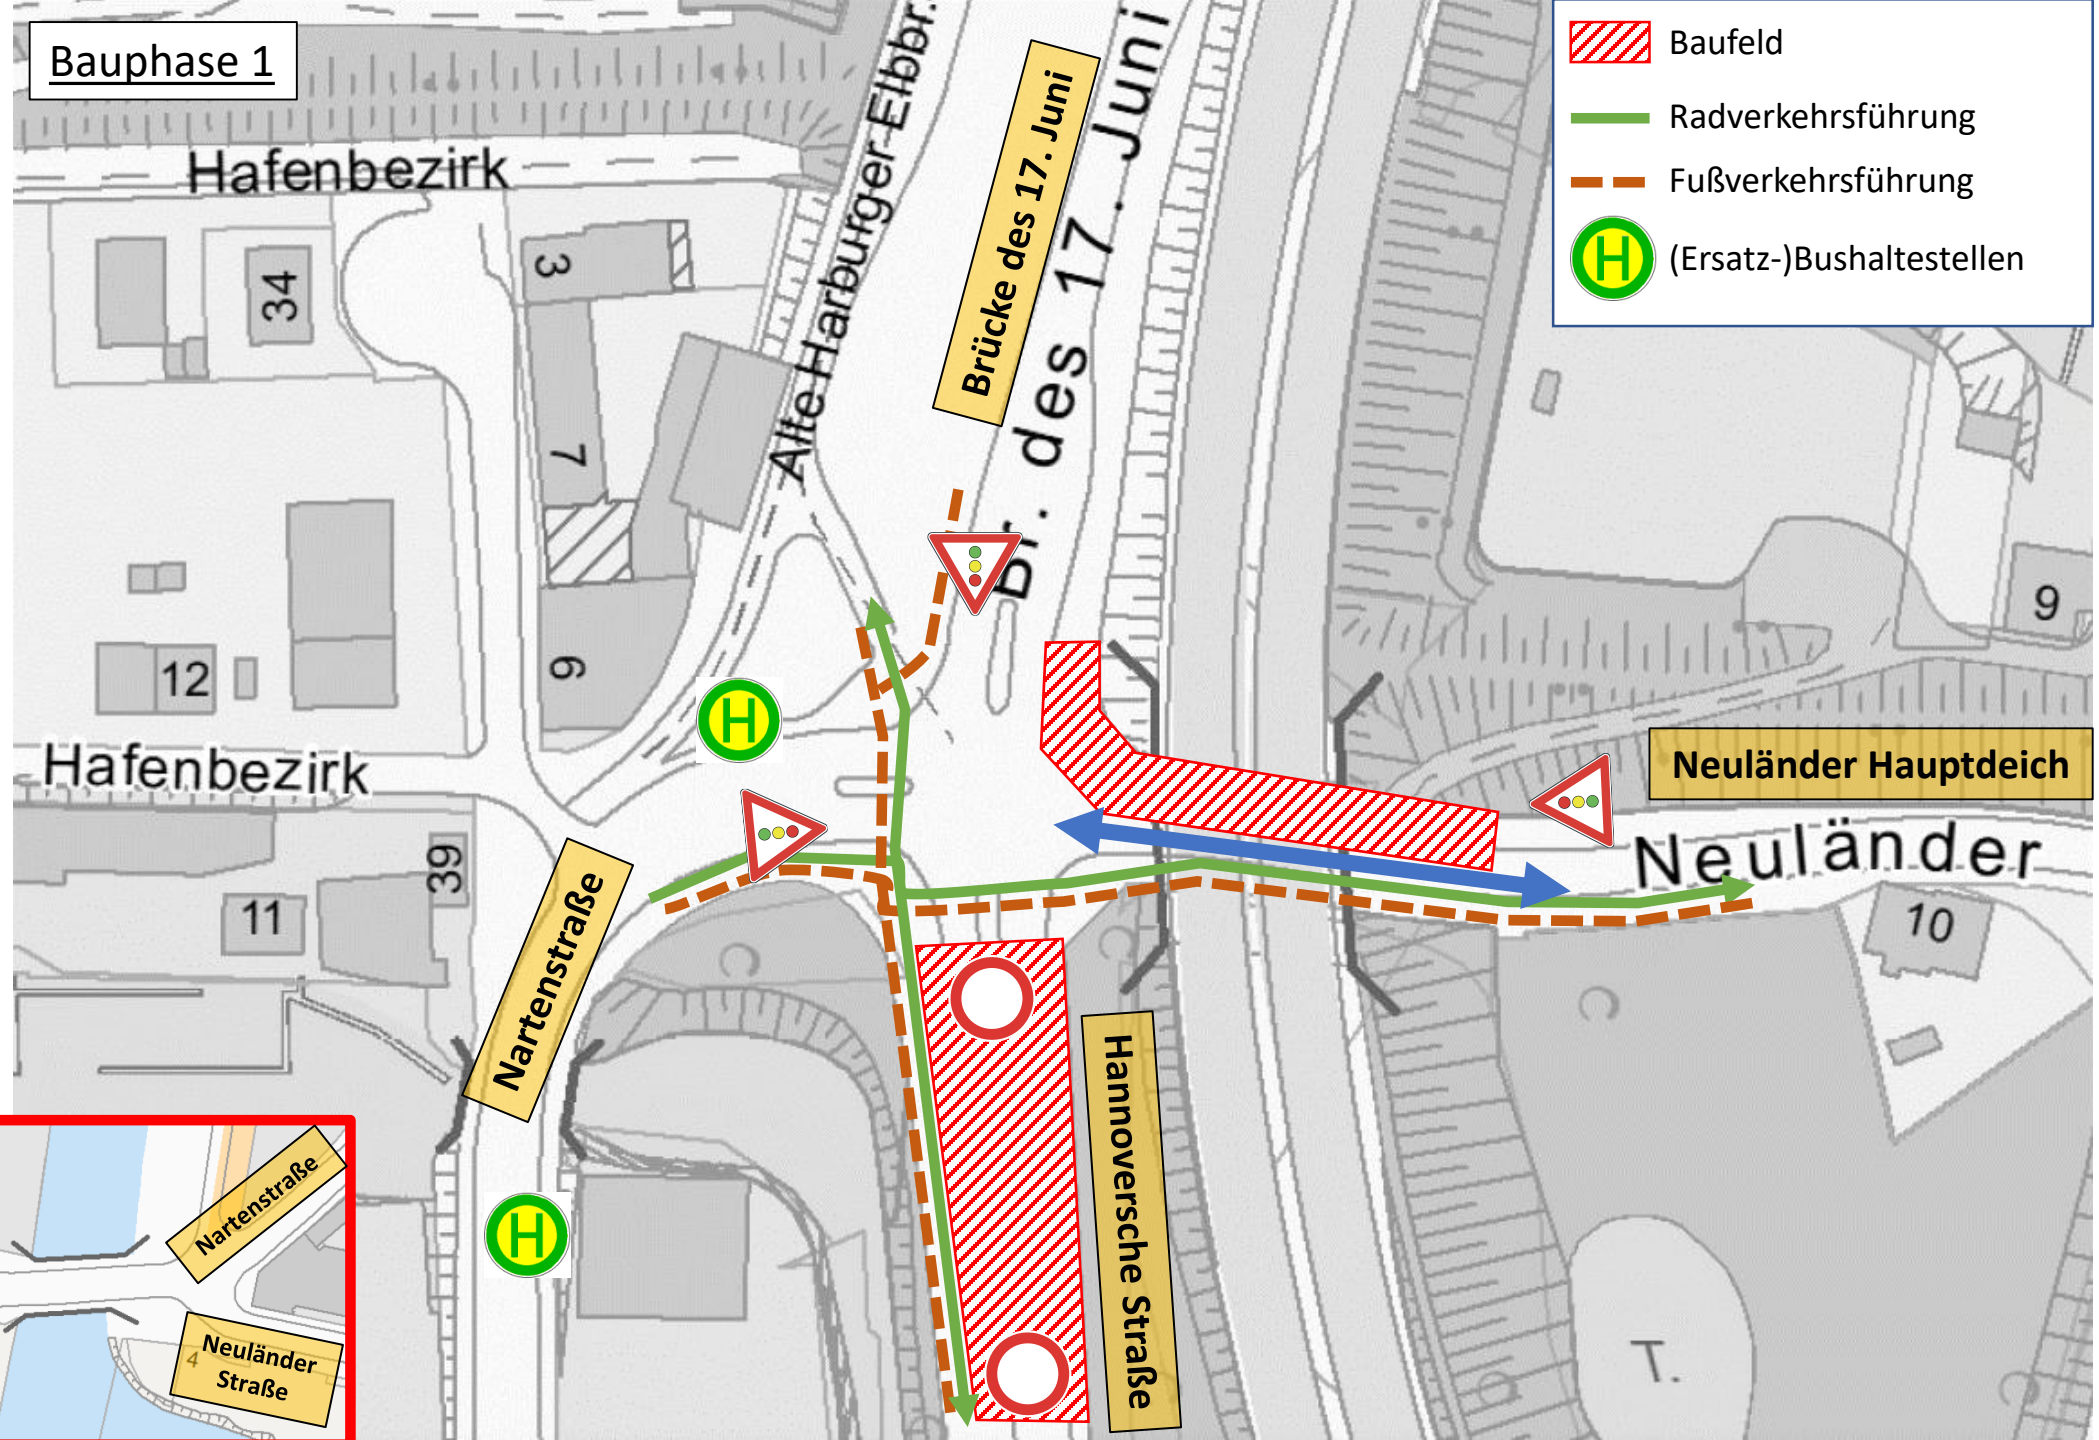 Bauphase 1
Baufeld
Radverkehrsführung
Fußverkehrsführung
H (Ersatz-)Bushaltestellen
Hafenbezirk
Alte Harburger Elbbr.
Brücke des 17. Juni
Br. des 17. Juni
34
3
7
6
12
9
H
Hafenbezirk
Neuländer Hauptdeich
Neuländer
39
11
10
Nartenstraße
Hannoversche Straße
H
T.
Nartenstraße
4
Neuländer
Straße